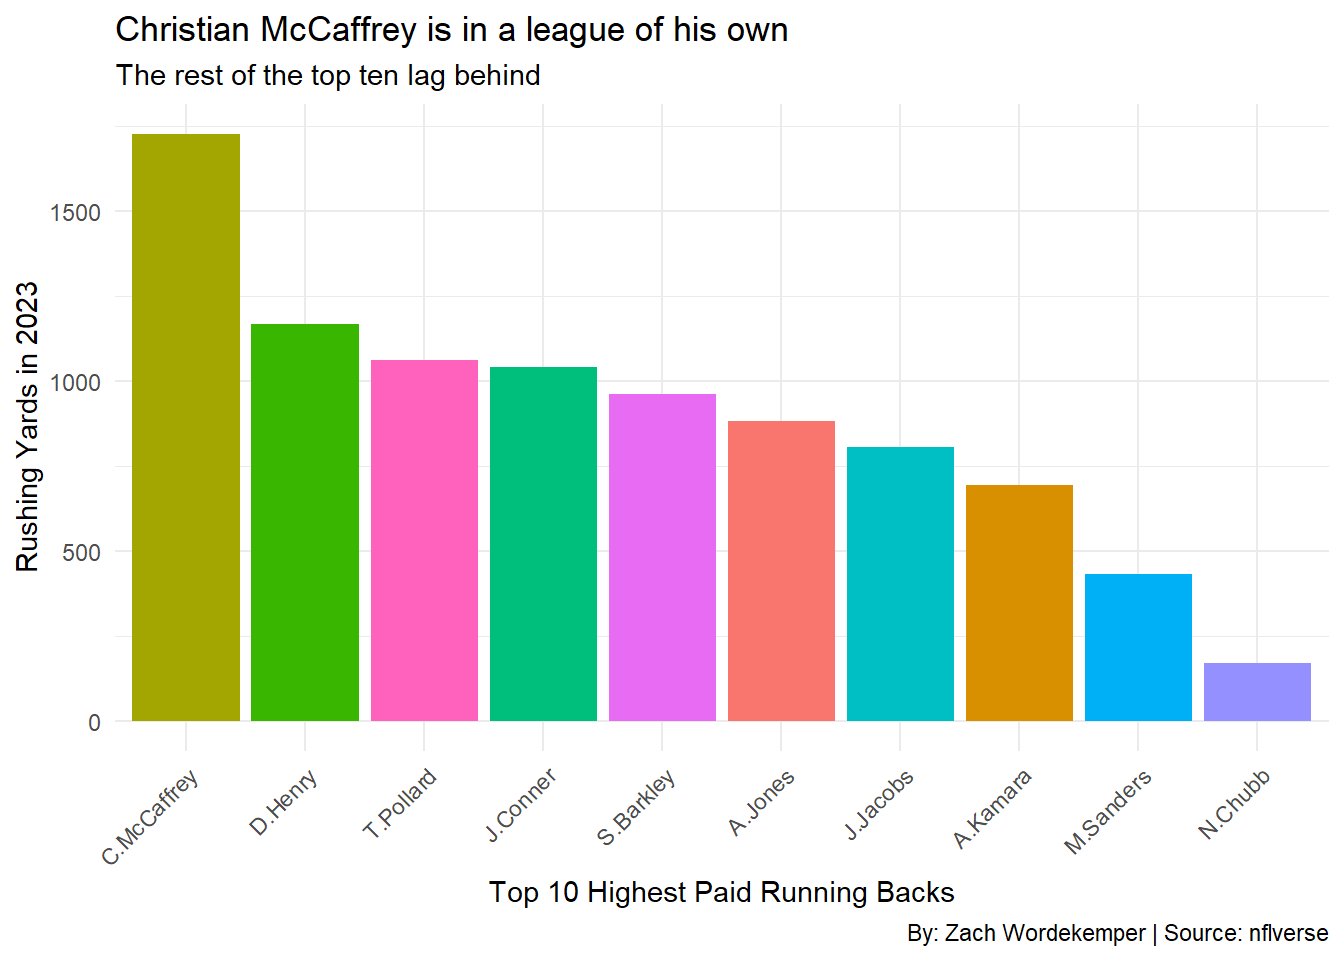 Christian McCaffrey is in a league of his own
The rest of the top ten lag behind
Rushing Yards in 2023
1500
1000
500
0
C.McCaffrey
D.Henry
T.Pollard
J.Conner
S.Barkley
A.Jones
J.Jacobs
A.Kamara
M.Sanders
N.Chubb
Top 10 Highest Paid Running Backs
By: Zach Wordekemper | Source: nflverse